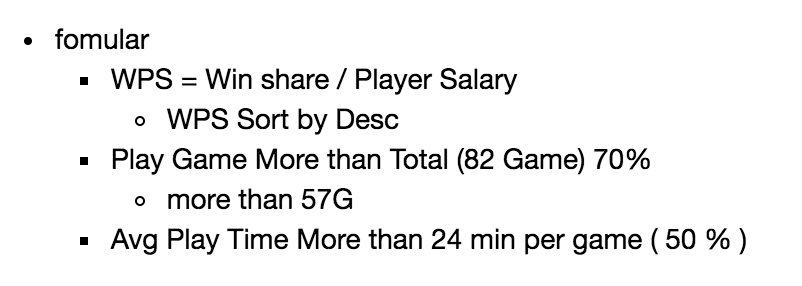 fomular
WPS = Win share / Player Salary
WPS Sort by Desc
Play Game More than Total (82 Game) 70%
more than 57G
Avg Play Time More than 24 min per game ( 50 % )